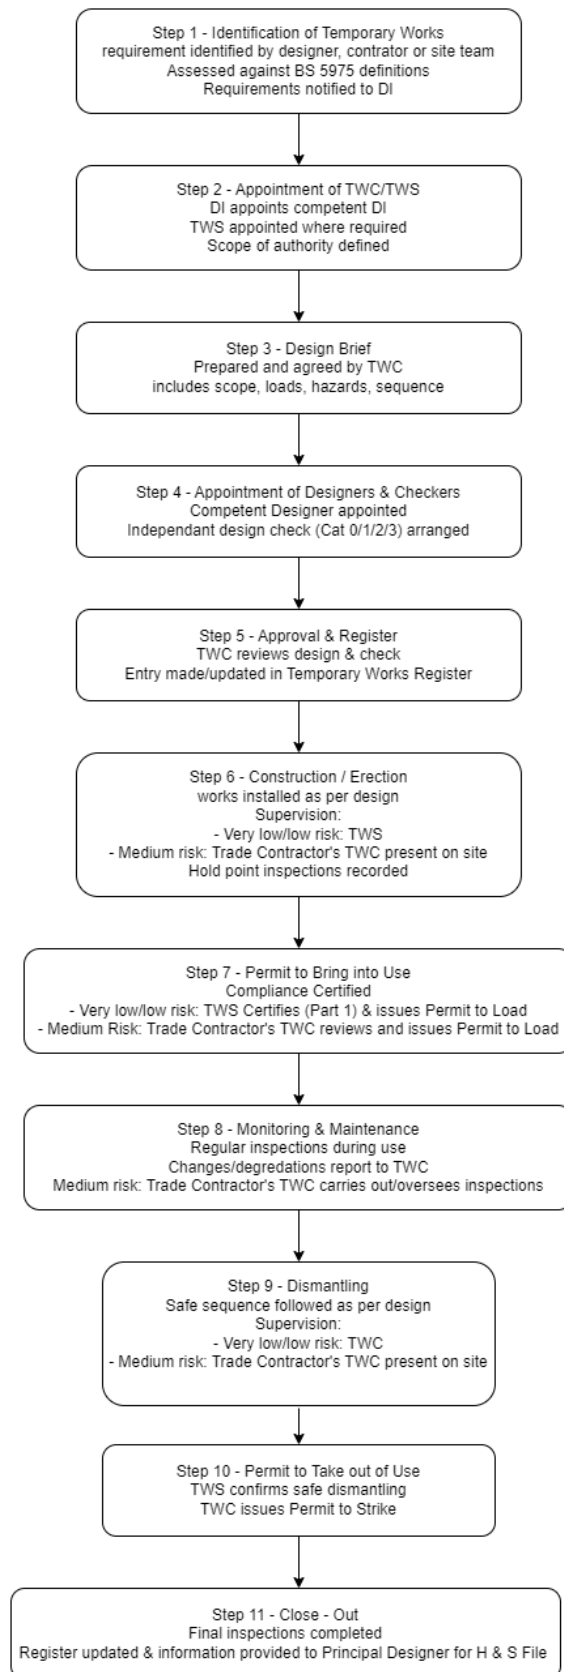 Step 1 - Identification of Temporary Works
requirement identified by designer, contrator or site team
Assessed against BS 5975 definitions
Requirements notified to DI
Step 2 - Appointment of TWC/TWS
DI appoints competent DI
TWS appointed where required
Scope of authority defined
Step 3 - Design Brief
Prepared and agreed by TWC
includes scope, loads, hazards, sequence
Step 4 - Appointment of Designers & Checkers
Competent Designer appointed
Independant design check (Cat 0/1/2/3) arranged
Step 5 - Approval & Register
TWC reviews design & check
Entry made/updated in Temporary Works Register
Step 6 - Construction / Erection
works installed as per design
Supervision:
- Very low/low risk: TWS
- Medium risk: Trade Contractor's TWC present on site
Hold point inspections recorded
Step 7 - Permit to Bring into Use
Compliance Certified
- Very low/low risk: TWS Certifies (Part 1) & issues Permit to Load
- Medium Risk: Trade Contractor's TWC reviews and issues Permit to Load
Step 8 - Monitoring & Maintenance
Regular inspections during use
Changes/degredations report to TWC
Medium risk: Trade Contractor's TWC carries out/oversees inspections
Step 9 - Dismantling
Safe sequence followed as per design
Supervision:
- Very low/low risk: TWC
- Medium risk: Trade Contractor's TWC present on site
Step 10 - Permit to Take out of Use
TWS confirms safe dismantling
TWC issues Permit to Strike
Step 11 - Close - Out
Final inspections completed
Register updated & information provided to Principal Designer for H & S File